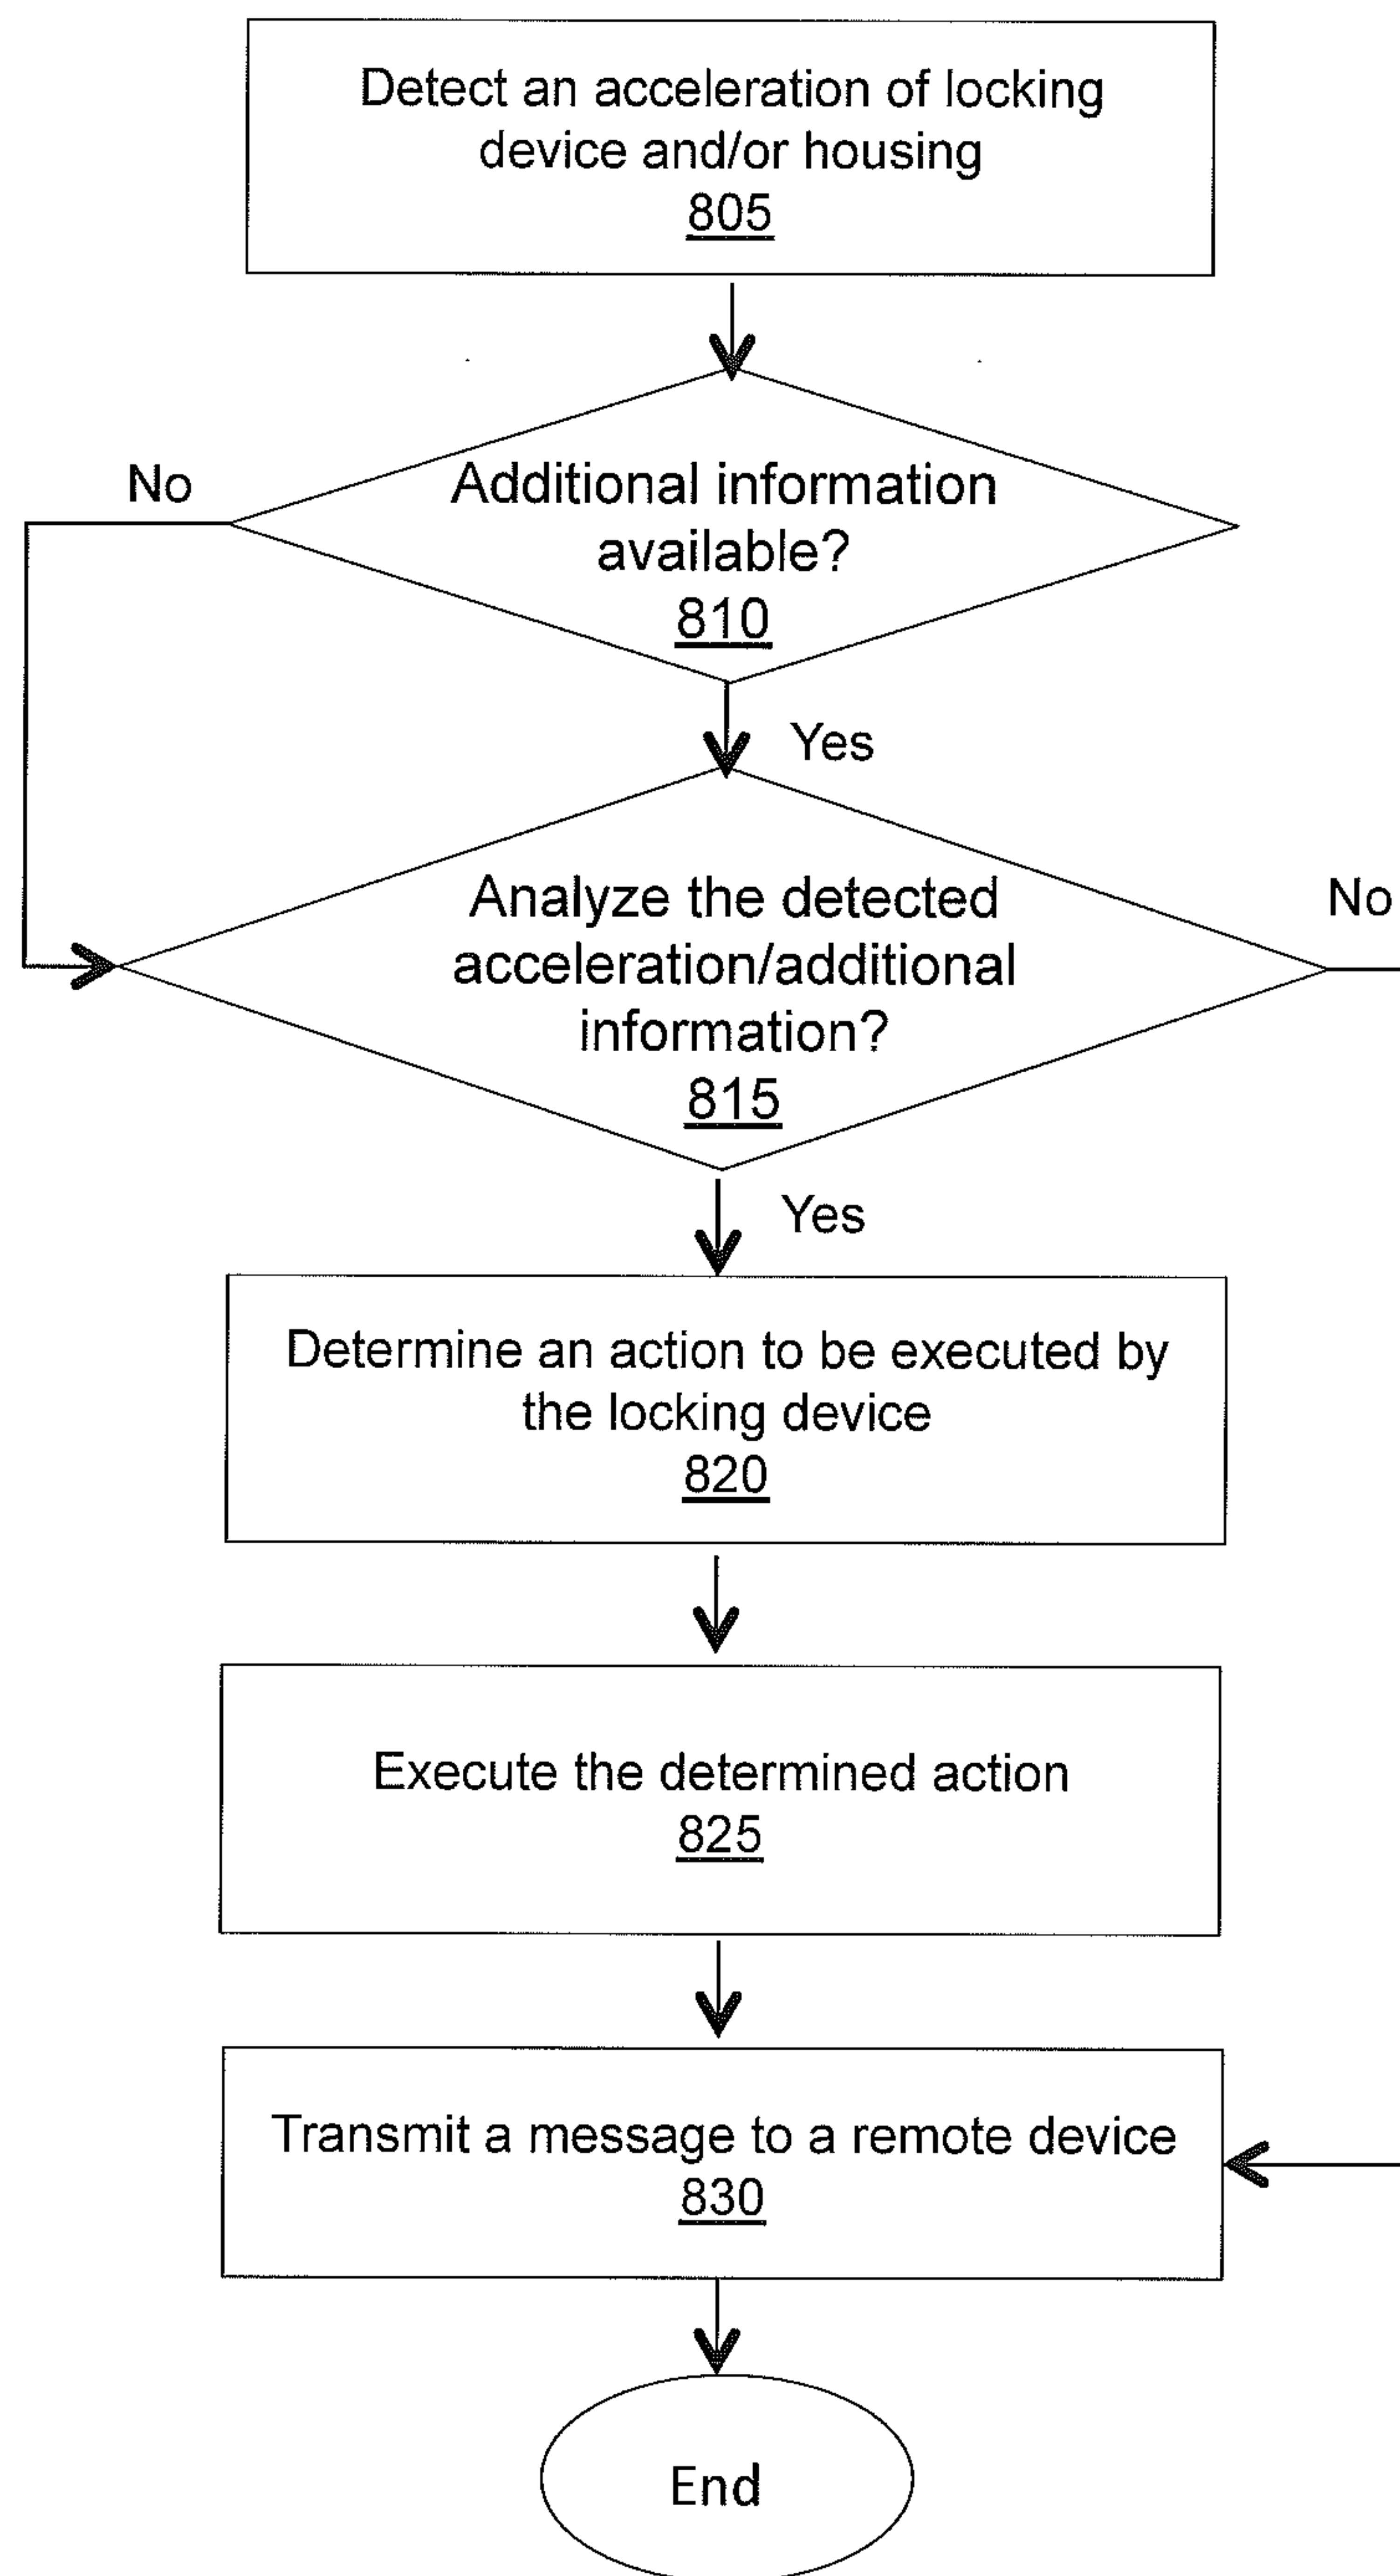 Detect an acceleration of locking
device and/or housing
805
No
Additional information
available?
810
Yes
Analyze the detected
acceleration/additional
information?
815
No
Yes
Determine an action to be executed by
the locking device
820
Execute the determined action
825
Transmit a message to a remote device
830
End